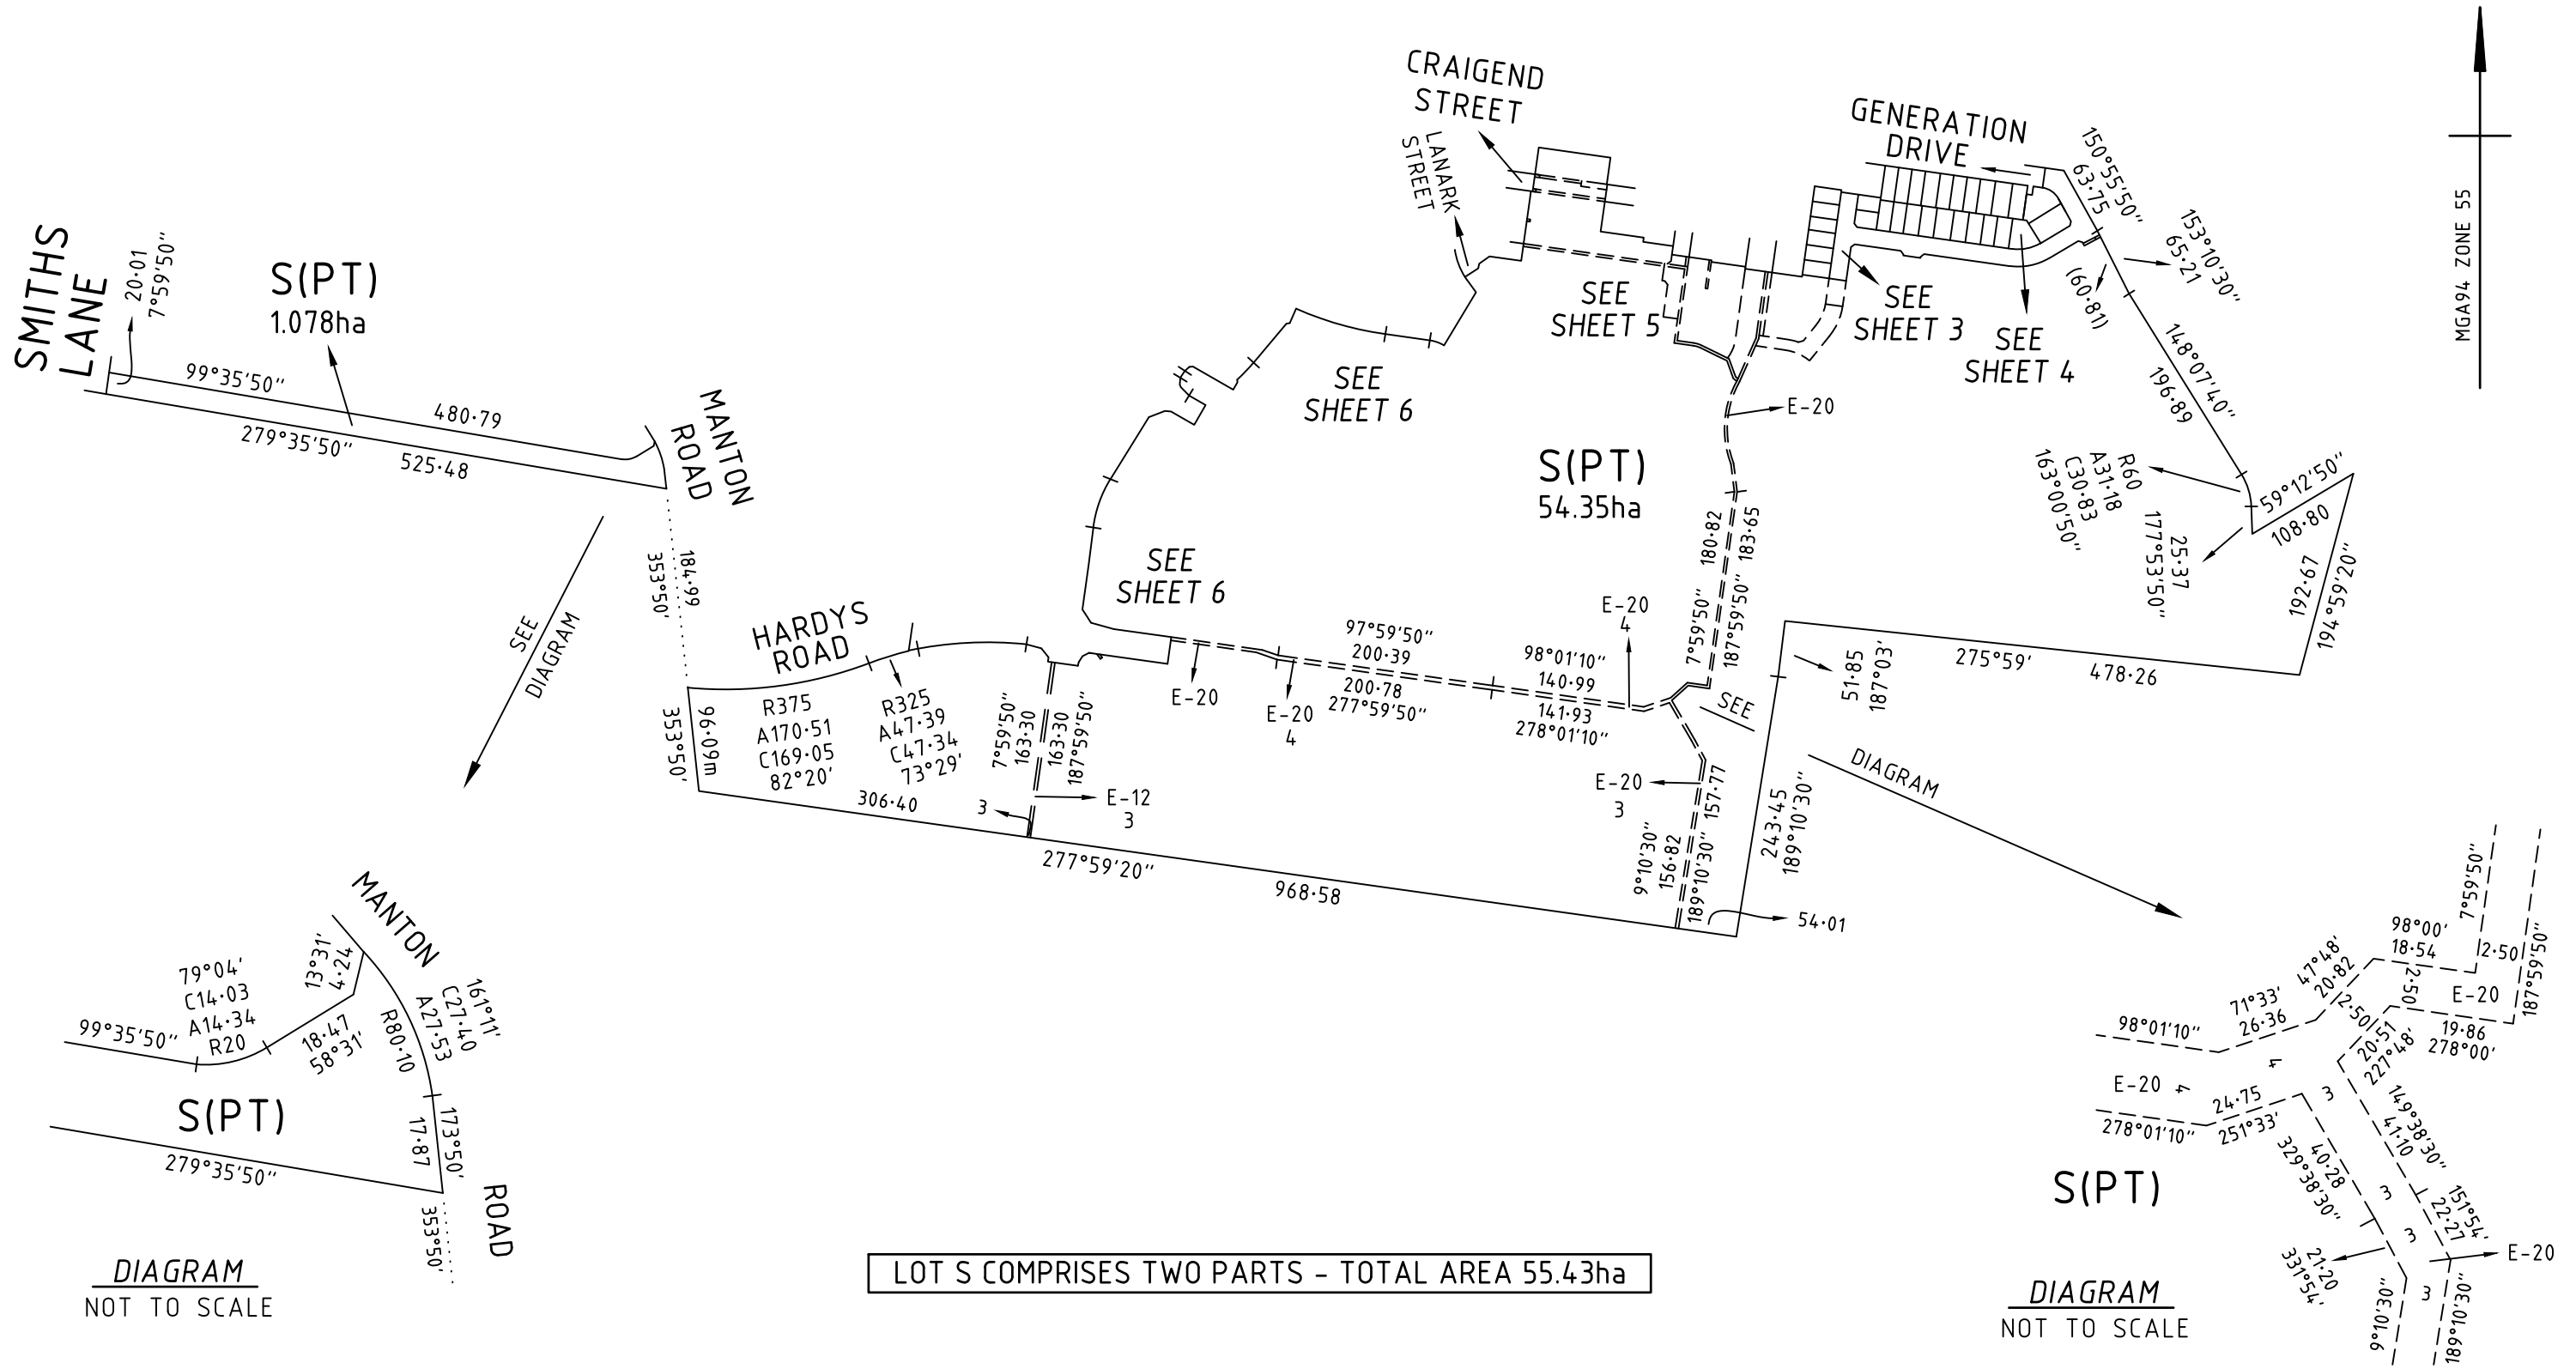 CRAIGEND
STREET
LANARK
STREET
GENERATION
DRIVE
150°55'50"
63·75
153°10'30"
65·21
(60·81)
148°07'40"
196·89
MGA94 ZONE 55
SMITHS
LANE
20·01
7°59'50"
S(PT)
1.078ha
99°35'50"
480·79
279°35'50"
525·48
MANTON
ROAD
SEE
SHEET 5
SEE
SHEET 3
SEE
SHEET 4
SEE
SHEET 6
E-20
S(PT)
54.35ha
R60
A31·18
C30·83
163°00'50"
59°12'50"
108·80
25·37
177°53'50"
192·67
194°59'20"
184·99
353°50'
SEE
DIAGRAM
HARDYS
ROAD
SEE
SHEET 6
180·82
7°59'50"
183·65
187°59'50"
E-20
4
97°59'50"
200·39
200·78
277°59'50"
98°01'10"
140·99
141·93
278°01'10"
E-20
E-20
4
275°59'
478·26
51·85
187°03'
SEE
DIAGRAM
96·09m
353°50'
R375
A170·51
C169·05
82°20'
R325
A47·39
C47·34
73°29'
7°59'50"
163·30
163·30
187°59'50"
E-12
3
3
306·40
E-20
3
157·77
189°10'30"
9°10'30"
156·82
243·45
189°10'30"
277°59'20"
968·58
54·01
MANTON
79°04'
C14·03
A14·34
R20
13°31'
4·24
99°35'50"
18·47
58°31'
R80·10
A27·53
C27·40
161°11'
S(PT)
17·87
173°50'
279°35'50"
353°50'
ROAD
DIAGRAM
NOT TO SCALE
LOT S COMPRISES TWO PARTS - TOTAL AREA 55.43ha
7°59'50"
98°00'
18·54
2·50
187°59'50"
47°48'
20·82
2·50
E-20
71°33'
26·36
2·50
98°01'10"
19·86
278°00'
20·51
227°48'
4
E-20
4
24·75
251°33'
278°01'10"
3
149°38'30"
41·10
40·28
329°38'30"
S(PT)
3
151°54'
22·27
3
E-20
21·20
331°54'
3
9°10'30"
189°10'30"
DIAGRAM
NOT TO SCALE